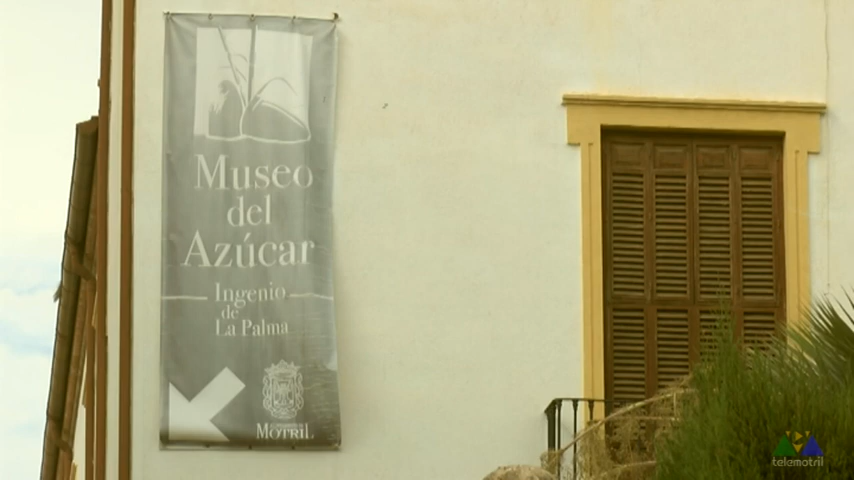 Museo
del
Azúcar
Ingenio
de
La Palma
MOTRIL
telemotril